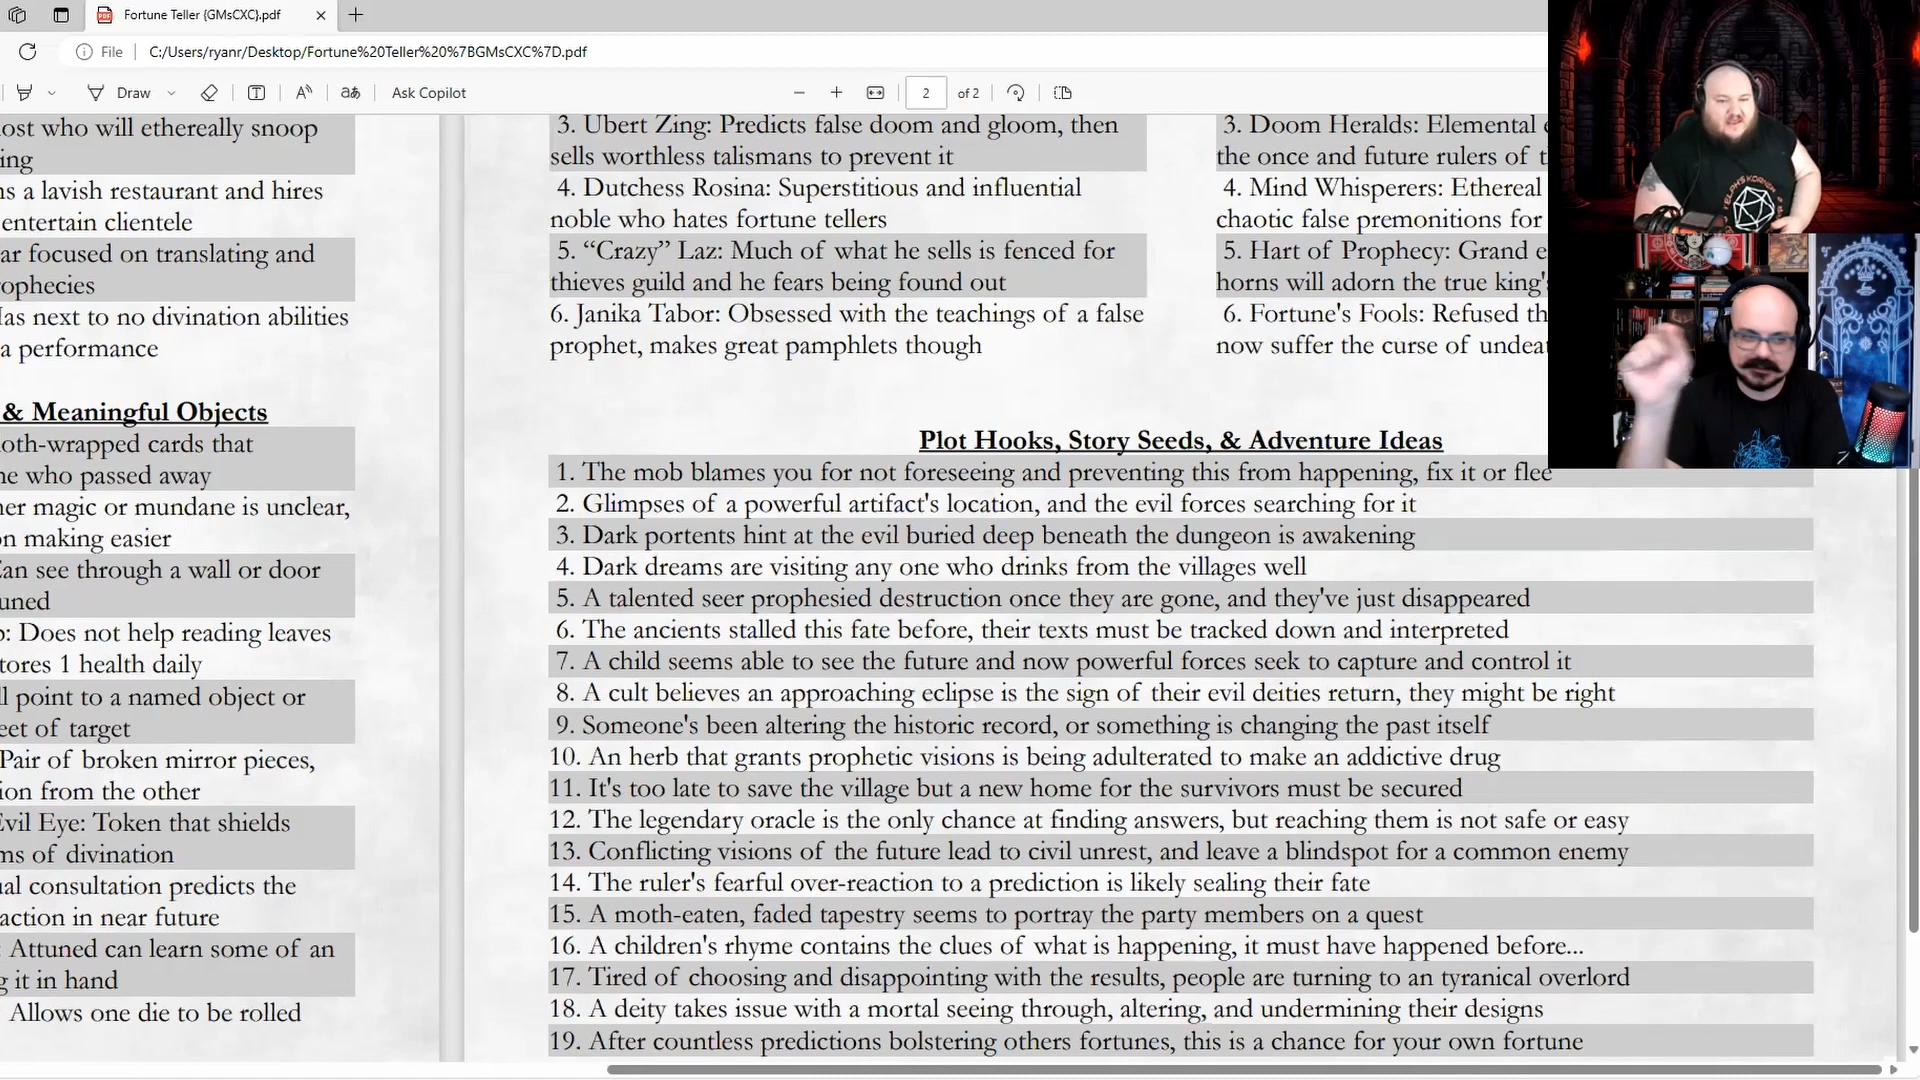 Fortune Teller {GMsCXC}.pdf
File
C:/Users/ryanr/Desktop/Fortune%20Teller%20%7BGMsCXC%7D.pdf
Draw
Ask Copilot
2
of 2
ost who will ethereally snoop
ing
ns a lavish restaurant and hires
entertain clientele
ar focused on translating and
rophecies
Has next to no divination abilities
a performance
& Meaningful Objects
loth-wrapped cards that
ne who passed away
her magic or mundane is unclear,
on making easier
Can see through a wall or door
tuned
p: Does not help reading leaves
tores 1 health daily
ll point to a named object or
eet of target
Pair of broken mirror pieces,
ion from the other
Evil Eye: Token that shields
ms of divination
ual consultation predicts the
action in near future
: Attuned can learn some of an
g it in hand
Allows one die to be rolled
3. Ubert Zing: Predicts false doom and gloom, then
sells worthless talismans to prevent it
4. Dutchess Rosina: Superstitious and influential
noble who hates fortune tellers
5. “Crazy” Laz: Much of what he sells is fenced for
thieves guild and he fears being found out
6. Janika Tabor: Obsessed with the teachings of a false
prophet, makes great pamphlets though
3. Doom Heralds: Elemental
the once and future rulers of
4. Mind Whisperers: Ethereal
chaotic false premonitions for
5. Hart of Prophecy: Grand e
horns will adorn the true king's
6. Fortune's Fools: Refused th
now suffer the curse of undea
Plot Hooks, Story Seeds, & Adventure Ideas
1. The mob blames you for not foreseeing and preventing this from happening, fix it or flee
2. Glimpses of a powerful artifact's location, and the evil forces searching for it
3. Dark portents hint at the evil buried deep beneath the dungeon is awakening
4. Dark dreams are visiting any one who drinks from the villages well
5. A talented seer prophesied destruction once they are gone, and they've just disappeared
6. The ancients stalled this fate before, their texts must be tracked down and interpreted
7. A child seems able to see the future and now powerful forces seek to capture and control it
8. A cult believes an approaching eclipse is the sign of their evil deities return, they might be right
9. Someone's been altering the historic record, or something is changing the past itself
10. An herb that grants prophetic visions is being adulterated to make an addictive drug
11. It's too late to save the village but a new home for the survivors must be secured
12. The legendary oracle is the only chance at finding answers, but reaching them is not safe or easy
13. Conflicting visions of the future lead to civil unrest, and leave a blindspot for a common enemy
14. The ruler's fearful over-reaction to a prediction is likely sealing their fate
15. A moth-eaten, faded tapestry seems to portray the party members on a quest
16. A children's rhyme contains the clues of what is happening, it must have happened before...
17. Tired of choosing and disappointing with the results, people are turning to an tyranical overlord
18. A deity takes issue with a mortal seeing through, altering, and undermining their designs
19. After countless predictions bolstering others fortunes, this is a chance for your own fortune